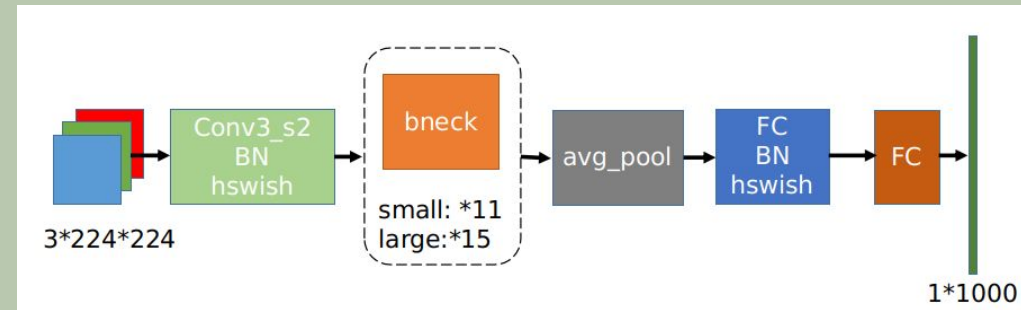 3*224*224
Conv3_s2
BN
hswish
bneck
small: *11
large:*15
avg_pool
FC
BN
hswish
FC
1*1000